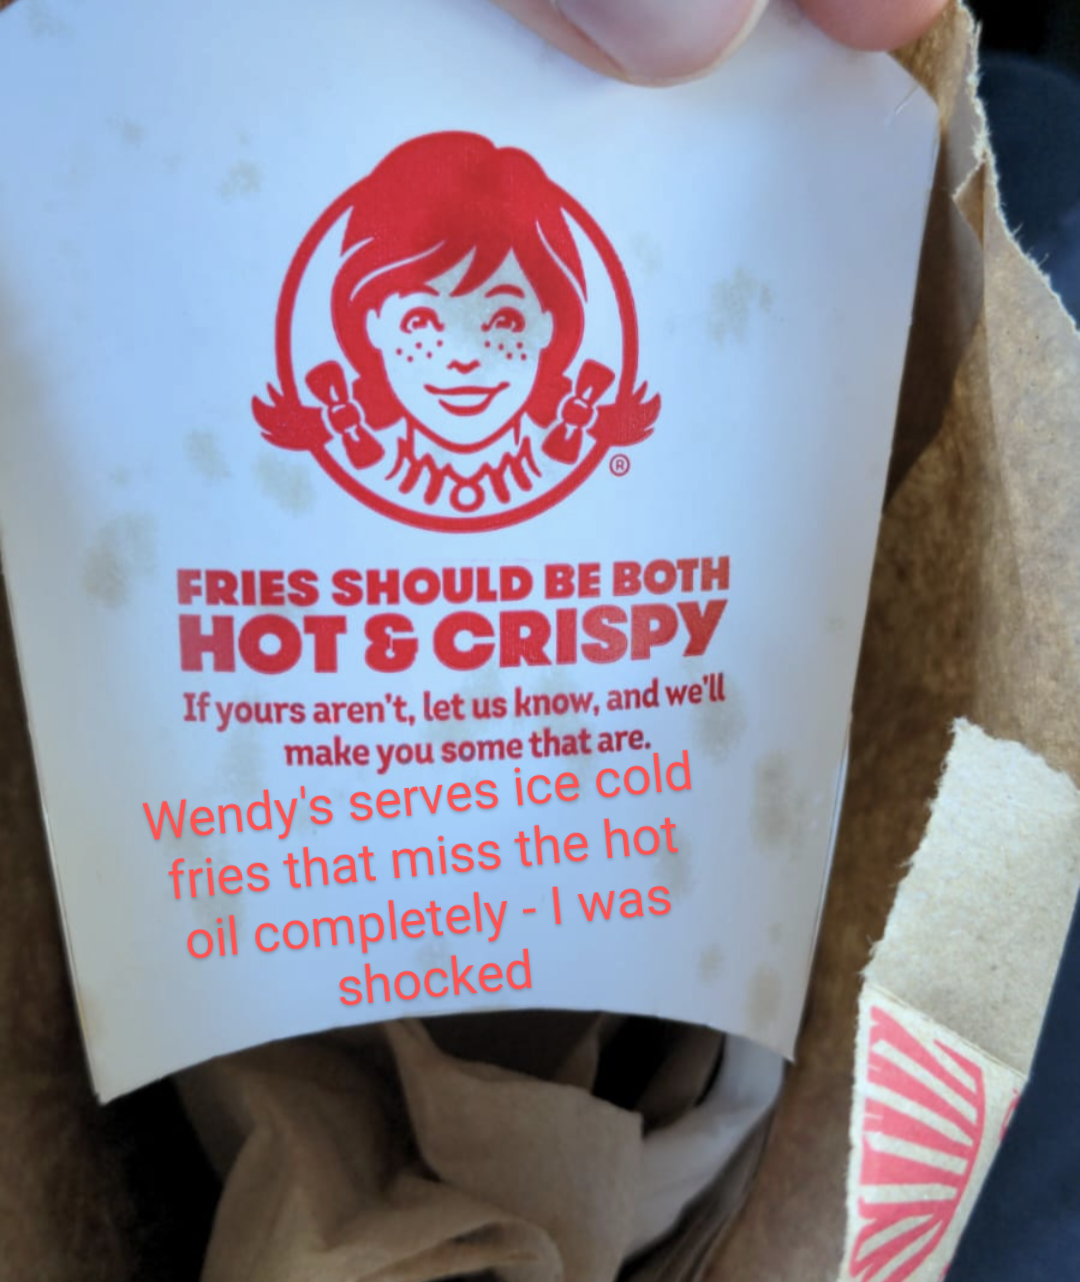 ®
FRIES SHOULD BE BOTH
HOT & CRISPY
If yours aren't, let us know, and we'll
make you some that are.
Wendy's serves ice cold
fries that miss the hot
oil completely - I was
shocked